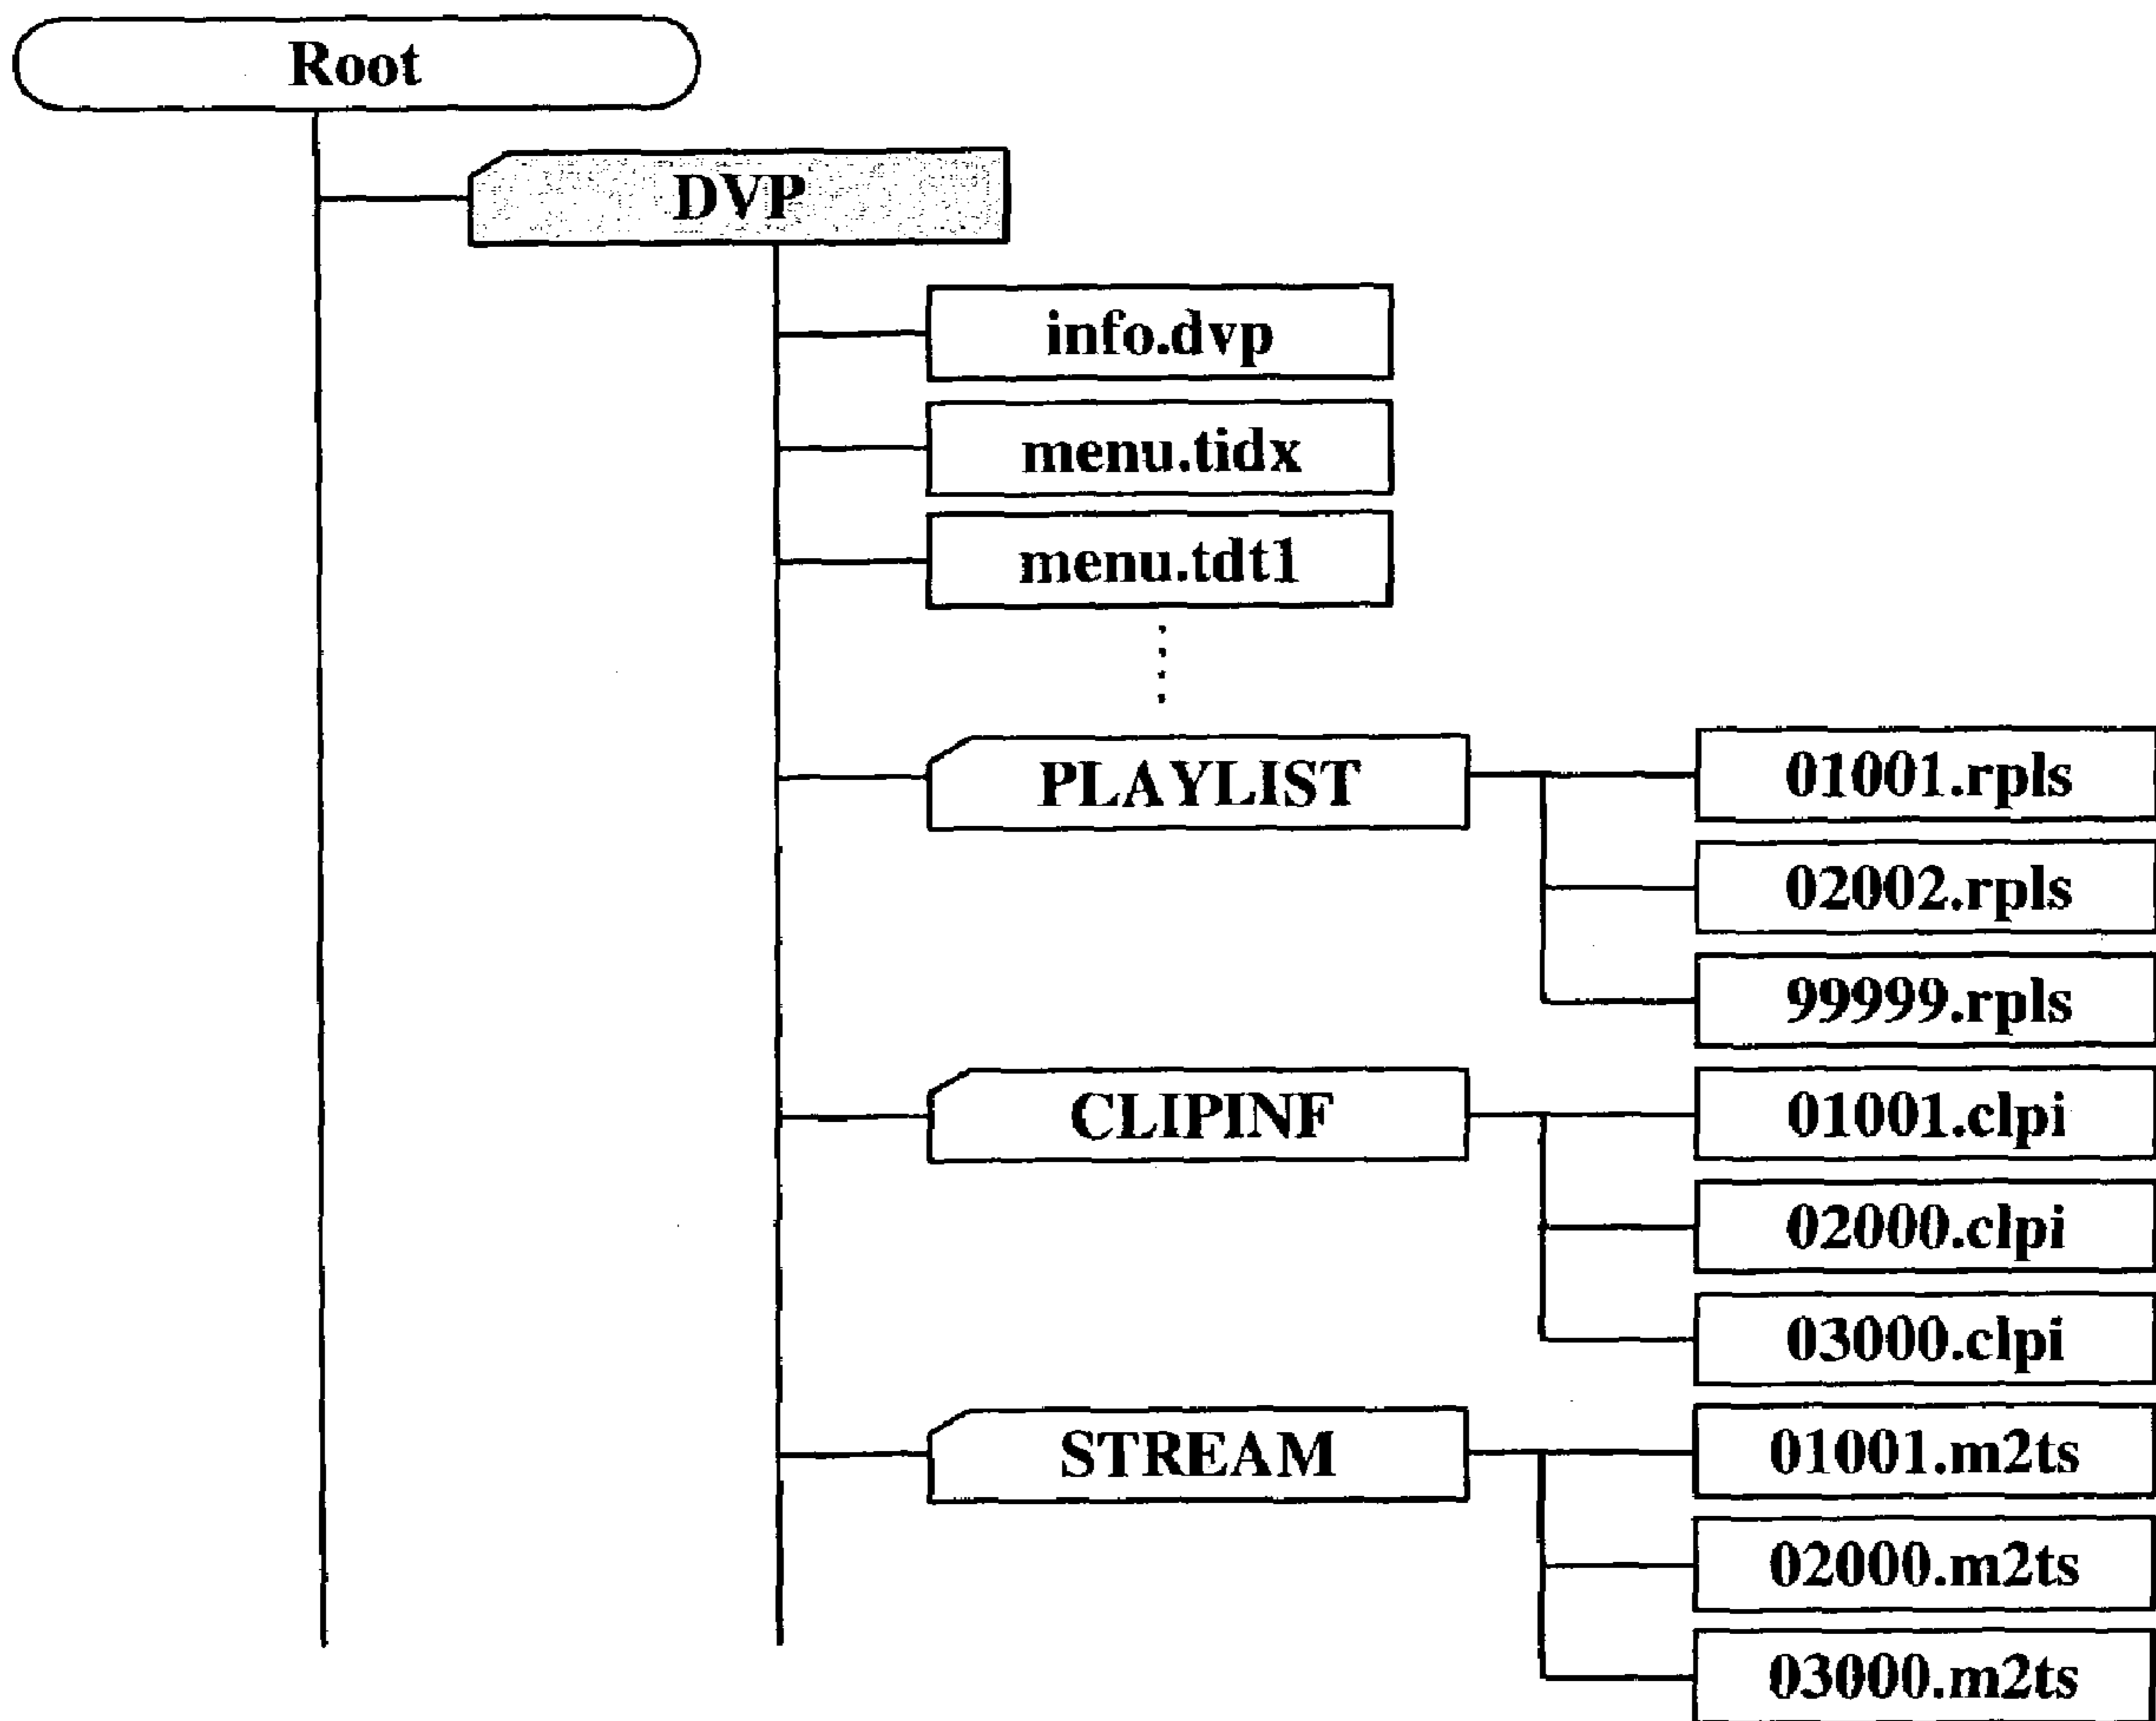 Root
DVP
info.dvp
menu.tidx
menu.tdt1
PLAYLIST
01001.rpls
02002.rpls
99999.rpls
CLIPINF
01001.clpi
02000.clpi
03000.clpi
STREAM
01001.m2ts
02000.m2ts
03000.m2ts